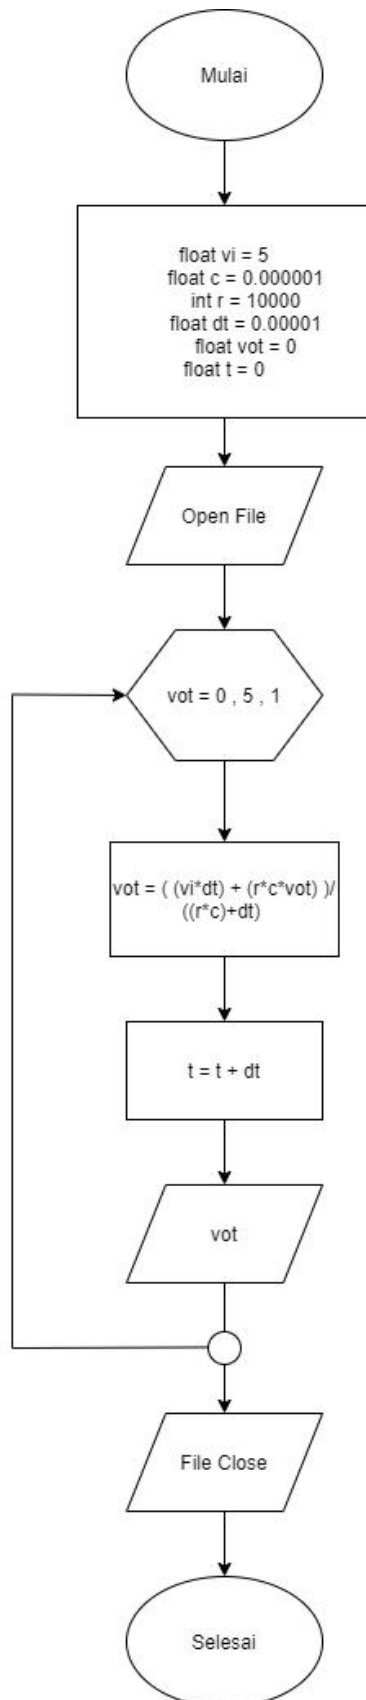 Mulai
float vi = 5
float c = 0.000001
int r = 10000
float dt = 0.00001
float vot = 0
float t = 0
Open File
vot = 0 , 5 , 1
vot = ( (vi*dt) + (r*c*vot) )/
((r*c)+dt)
t = t + dt
vot
File Close
Selesai